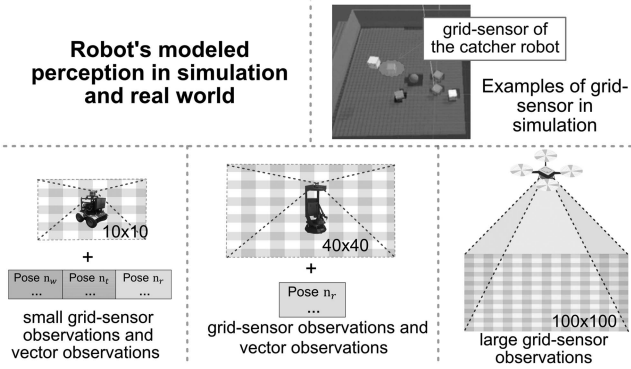 Robot's modeled
perception in simulation
and real world
grid-sensor of
the catcher robot
Examples of grid-
sensor in
simulation
10x10
+
Pose n_w Pose n_t Pose n_r
... ... ...
small grid-sensor
observations and
vector observations
40x40
+
Pose n_r
...
grid-sensor observations and
vector observations
100x100
large grid-sensor
observations